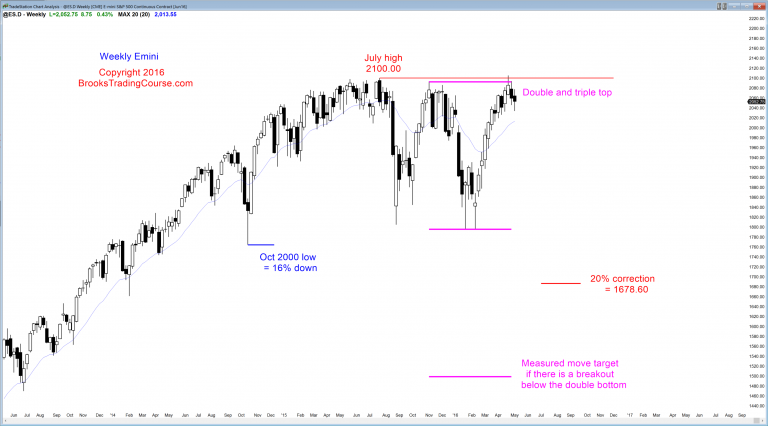 TradeStation Chart Analysis - @ES.D Weekly [CME] E-mini S&P 500 Continuous Contract [Jun16]
@ES.D - Weekly L=2,052.75 8.75 0.43% MAX 20 (20) 2,013.55
Weekly Emini
Copyright 2016
BrooksTradingCourse.com
July high
2100.00
Double and triple top
Oct 2000 low
= 16% down
20% correction
= 1678.60
Measured move target
if there is a breakout
below the double bottom
2220.00
2200.00
2180.00
2160.00
2140.00
2120.00
2100.00
2080.00
2040.00
2020.00
2000.00
1980.00
1960.00
1940.00
1920.00
1900.00
1880.00
1860.00
1840.00
1820.00
1800.00
1780.00
1760.00
1740.00
1720.00
1700.00
1680.00
1660.00
1640.00
1620.00
1600.00
1580.00
1560.00
1540.00
1520.00
1500.00
1480.00
1460.00
1440.00
Jun Jul Aug Sep Oct Nov Dec '14 Feb Mar Apr May Jun Jul Aug Sep Oct Nov Dec '15 Feb Mar Apr May Jun Jul Aug Sep Oct Nov Dec '16 Feb Mar Apr May Jun Jul Aug Sep Oct Nov Dec '17 Feb Mar Apr May